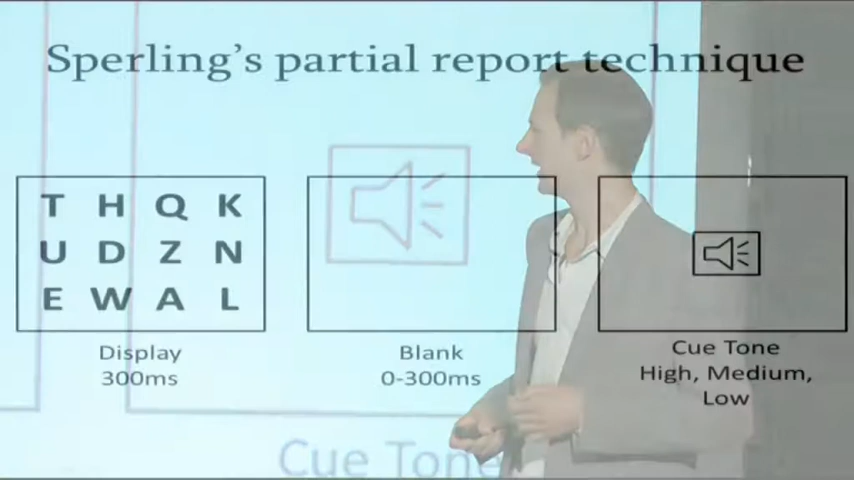 Sperling's partial report technique
T H Q K
U D Z N
E W A L
Display
300ms
Blank
0-300ms
Cue Tone
High, Medium,
Low
Cue Tone